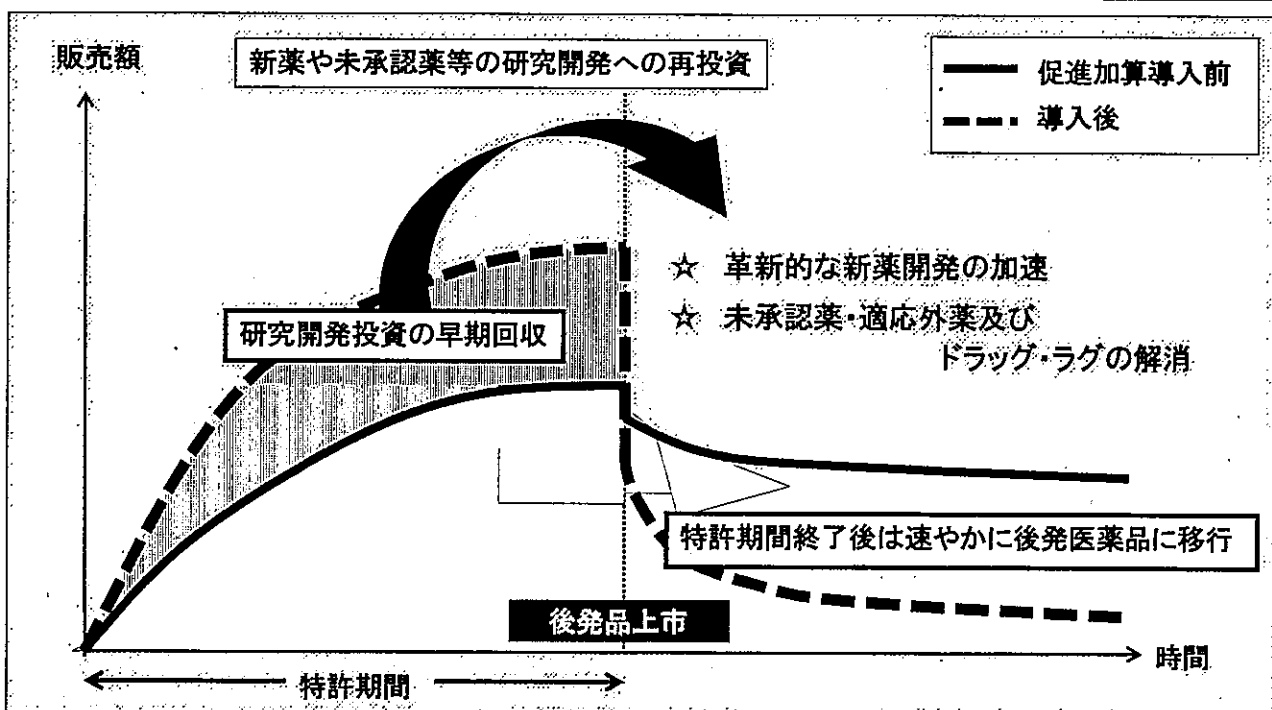 販売額
新薬や未承認薬等の研究開発への再投資
促進加算導入前
導入後
☆ 革新的な新薬開発の加速
☆ 未承認薬・適応外薬及び
ドラッグ・ラグの解消
研究開発投資の早期回収
特許期間終了後は速やかに後発医薬品に移行
後発品上市
時間
特許期間